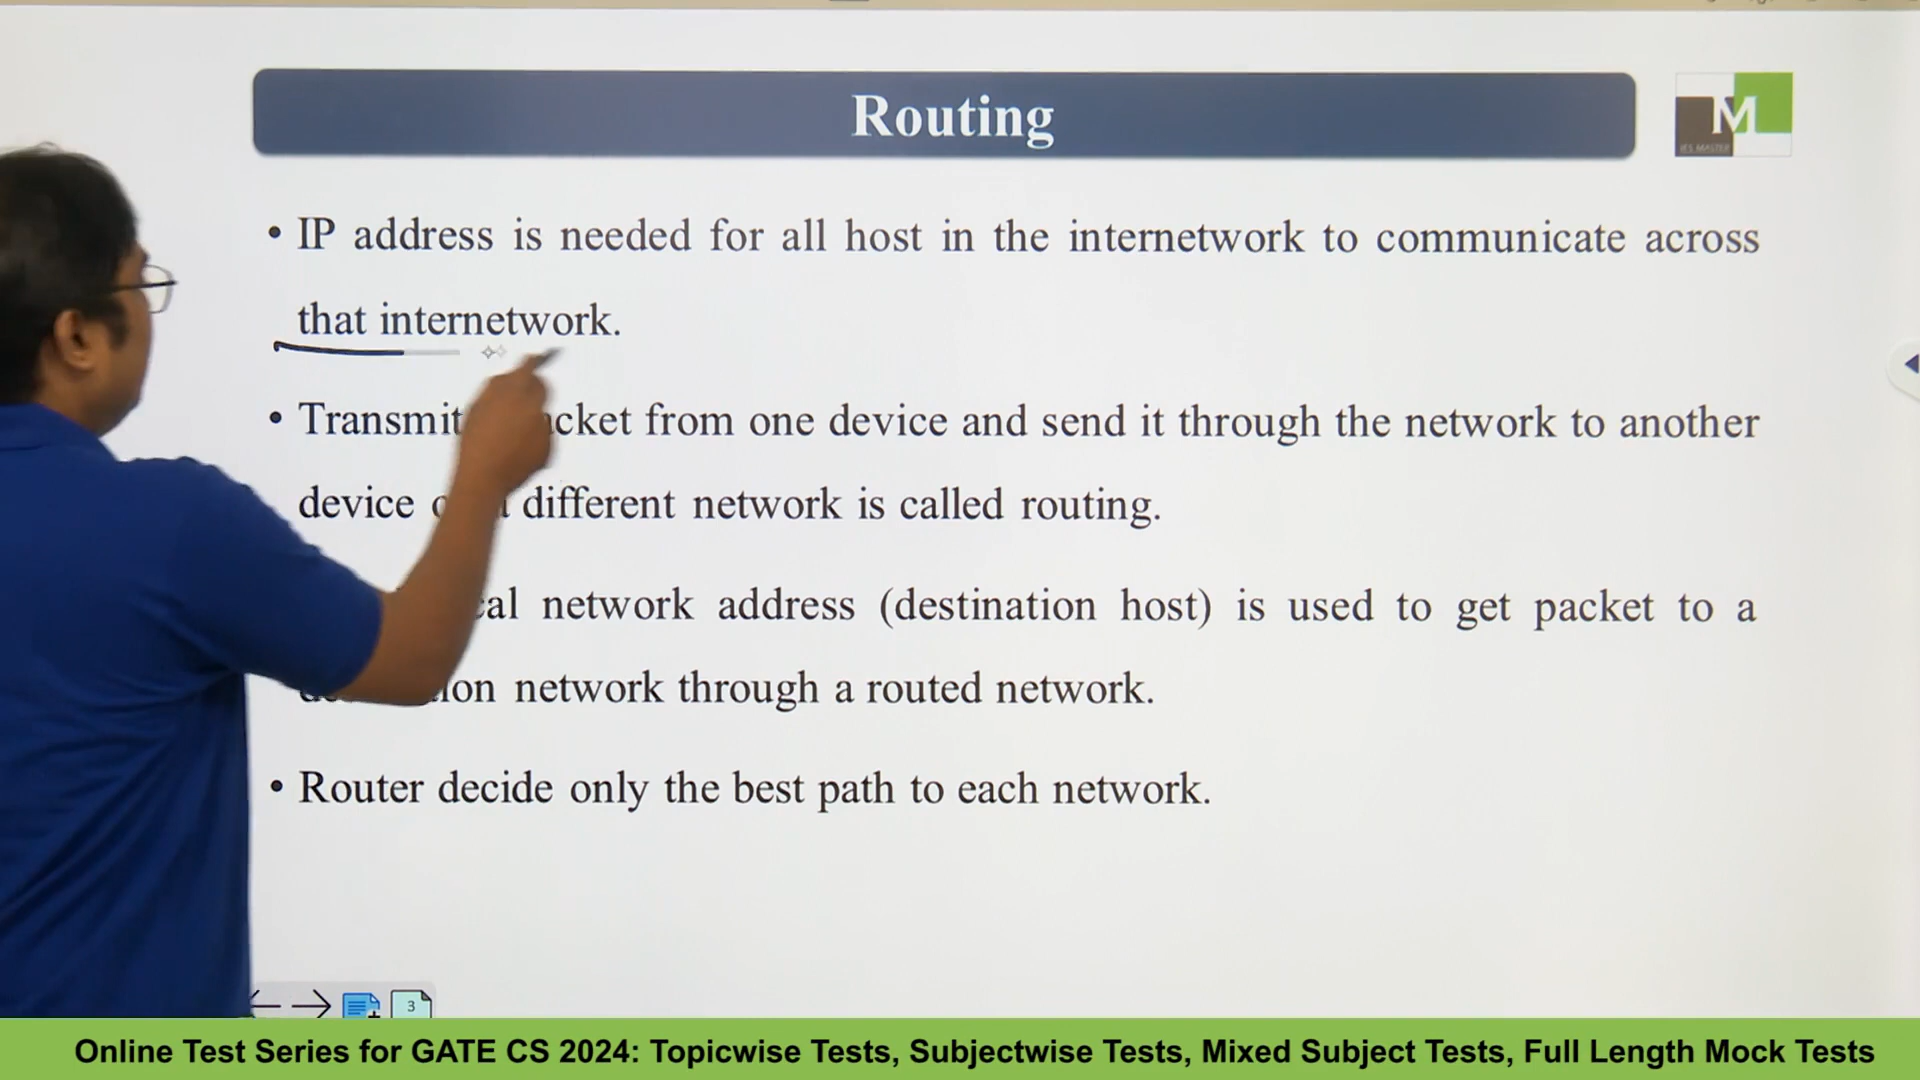 Routing
M
IES MASTER
• IP address is needed for all host in the internetwork to communicate across
that internetwork.
• Transmit from one device and send it through the network to another
device different network is called routing.
network address (destination host) is used to get packet to a
network through a routed network.
• Router decide only the best path to each network.
3
Online Test Series for GATE CS 2024: Topicwise Tests, Subjectwise Tests, Mixed Subject Tests, Full Length Mock Tests